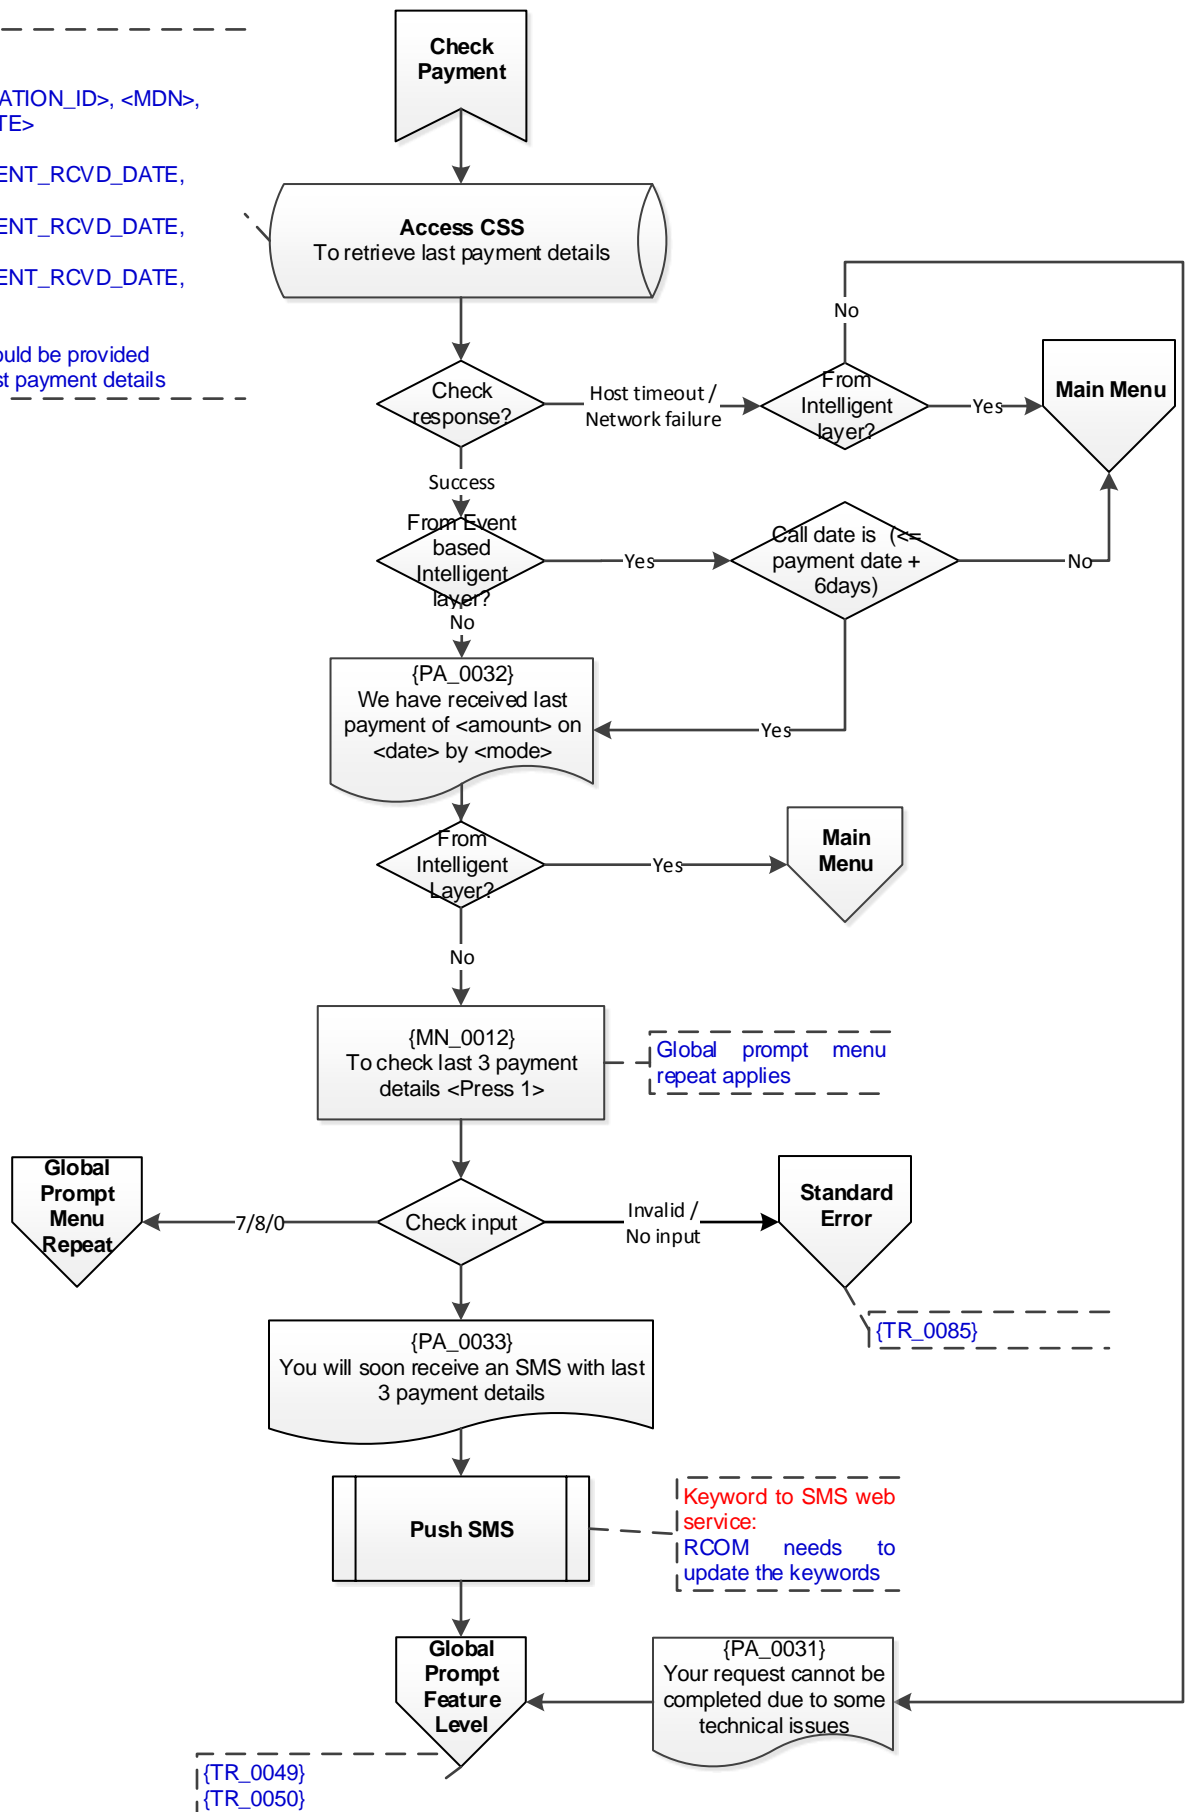 Check
Payment
ATION_ID>, <MDN>,
TE>
ENT_RCVD_DATE,
ENT_RCVD_DATE,
ENT_RCVD_DATE,
ould be provided
st payment details
Access CSS
To retrieve last payment details
No
Check
response?
Host timeout /
Network failure
From
Intelligent
layer?
Yes
Main Menu
Success
From Event
based
Intelligent
layer?
Yes
Call date is (<=
payment date +
6days)
No
No
{PA_0032}
We have received last
payment of <amount> on
<date> by <mode>
Yes
From
Intelligent
Layer?
Yes
Main
Menu
No
{MN_0012}
To check last 3 payment
details <Press 1>
Global prompt menu
repeat applies
Global
Prompt
Menu
Repeat
7/8/0
Check input
Invalid /
No input
Standard
Error
{TR_0085}
{PA_0033}
You will soon receive an SMS with last
3 payment details
Push SMS
Keyword to SMS web
service:
RCOM needs to
update the keywords
Global
Prompt
Feature
Level
{PA_0031}
Your request cannot be
completed due to some
technical issues
{TR_0049}
{TR_0050}